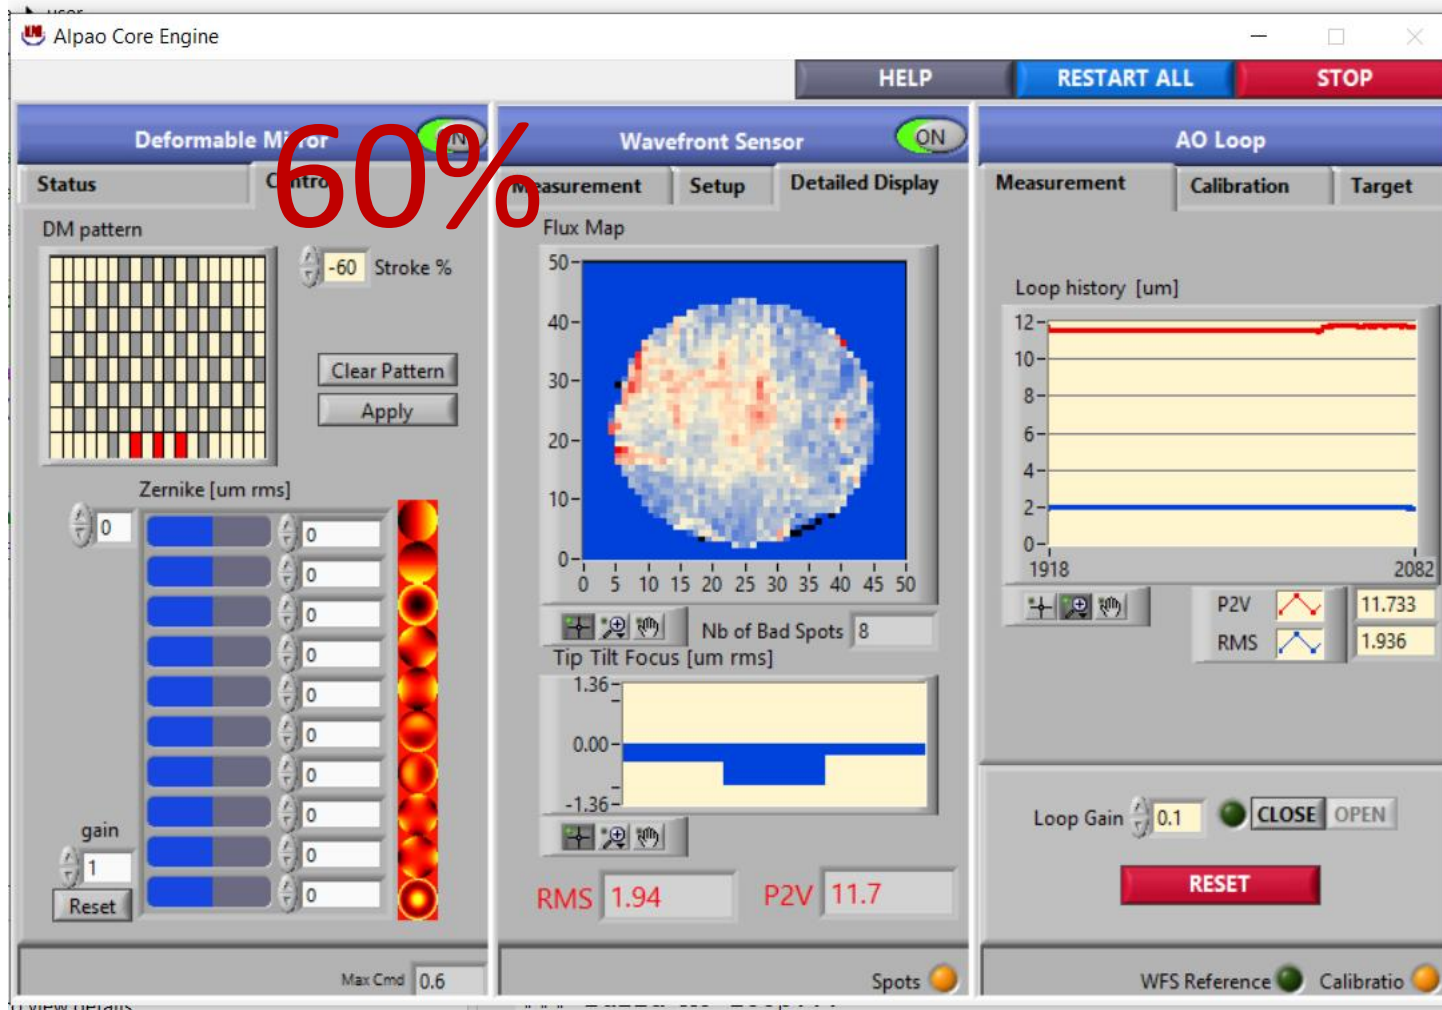 user
Alpao Core Engine
HELP
RESTART ALL
STOP
60%
Deformable Mirror
ON
Status
Control
DM pattern
-60
Stroke %
Clear Pattern
Apply
Zernike [um rms]
0
0
0
0
0
0
0
0
0
0
0
gain
1
Reset
Max Cmd
0.6
Wavefront Sensor
ON
Measurement
Setup
Detailed Display
Flux Map
50
40
30
20
10
0
0 5 10 15 20 25 30 35 40 45 50
Nb of Bad Spots
8
Tip Tilt Focus [um rms]
1.36
0.00
-1.36
RMS
1.94
P2V
11.7
Spots
AO Loop
Measurement
Calibration
Target
Loop history [um]
12
10
8
6
4
2
0
1918
2082
P2V
11.733
RMS
1.936
Loop Gain
0.1
CLOSE
OPEN
RESET
WFS Reference
Calibratio